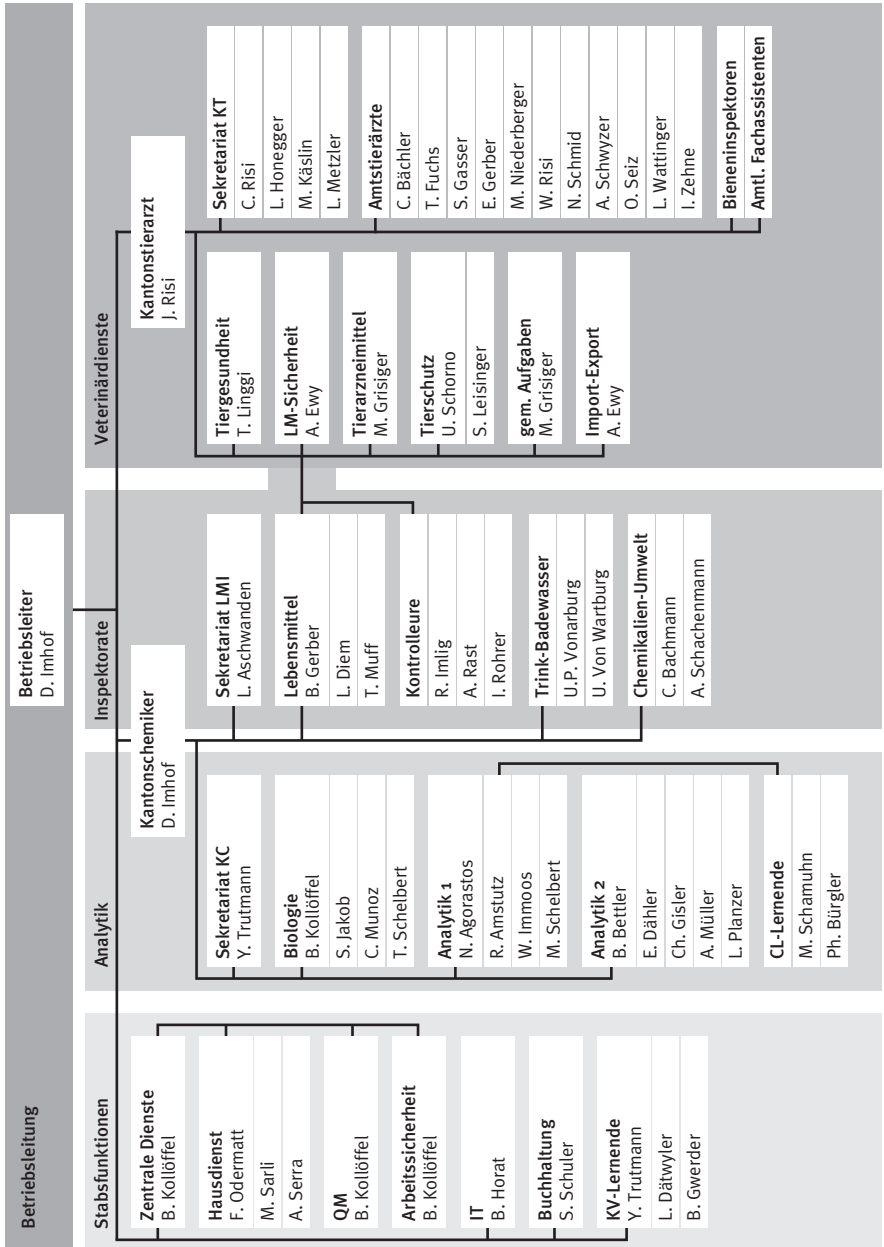 Betriebsleitung
Betriebsleiter
D. Imhof
Stabsfunktionen
Zentrale Dienste
B. Kollöffel
Hausdienst
F. Odermatt
M. Sarli
A. Serra
QM
B. Kollöffel
Arbeitssicherheit
B. Kollöffel
IT
B. Horat
Buchhaltung
S. Schuler
KV-Lernende
Y. Trutmann
L. Dätwyler
B. Gwerder
Analytik
Kantonschemiker
D. Imhof
Sekretariat KC
Y. Trutmann
Biologie
B. Kollöffel
S. Jakob
C. Munoz
T. Schelbert
Analytik 1
N. Agorastos
R. Amstutz
W. Immoos
M. Schelbert
Analytik 2
B. Bettler
E. Dähler
Ch. Gisler
A. Müller
L. Planzer
CL-Lernende
M. Schamuhn
Ph. Bürgler
Inspektorate
Sekretariat LMI
L. Aschwanden
Lebensmittel
B. Gerber
L. Diem
T. Muff
Kontrolleure
R. Imlig
A. Rast
I. Rohrer
Trink-Badewasser
U.P. Vonarburg
U. Von Wartburg
Chemikalien-Umwelt
C. Bachmann
A. Schachenmann
Veterinärdienste
Kantonstierarzt
J. Risi
Tiergesundheit
T. Linggi
LM-Sicherheit
A. Ewy
Tierarzneimittel
M. Grisiger
Tierschutz
U. Schorno
S. Leisinger
gem. Aufgaben
M. Grisiger
Import-Export
A. Ewy
Sekretariat KT
C. Risi
L. Honegger
M. Käslin
L. Metzler
Amtstierärzte
C. Bächler
T. Fuchs
S. Gasser
E. Gerber
M. Niederberger
W. Risi
N. Schmid
A. Schwyzer
O. Seiz
L. Wattinger
I. Zehne
Bieneninspektoren
Amtl. Fachassistenten